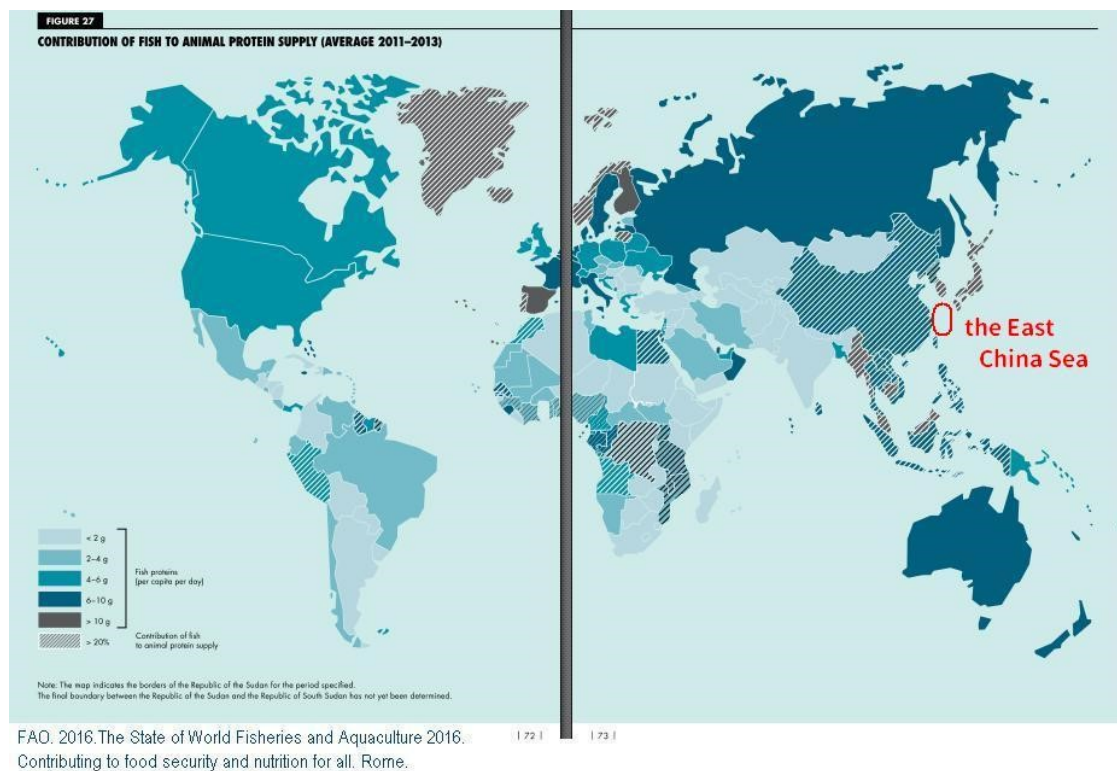 FIGURE 27
CONTRIBUTION OF FISH TO ANIMAL PROTEIN SUPPLY (AVERAGE 2011–2013)
the East
China Sea
< 2 g
2–4 g
4–6 g
6–10 g
> 10 g
> 20%
Fish proteins
(per capita per day)
Contribution of fish
to animal protein supply
Note: The map indicates the borders of the Republic of the Sudan for the period specified.
The final boundary between the Republic of the Sudan and the Republic of South Sudan has not yet been determined.
| 72 |
| 73 |
FAO. 2016.The State of World Fisheries and Aquaculture 2016.
Contributing to food security and nutrition for all. Rome.